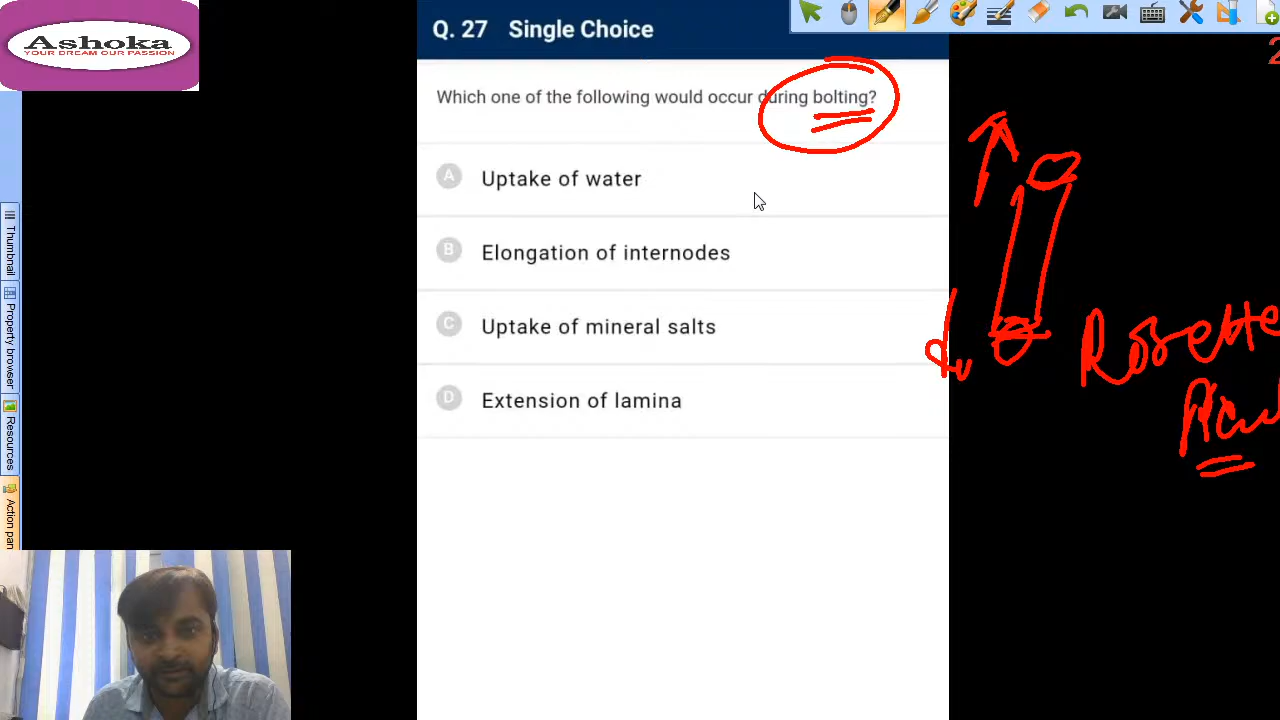 Ashoka
YOUR DREAM OUR PASSION
Q. 27 Single Choice
Which one of the following would occur during bolting?
A Uptake of water
B Elongation of internodes
C Uptake of mineral salts
D Extension of lamina
Thumbnail
Property browser
Resources
Action pan
Rosette
2